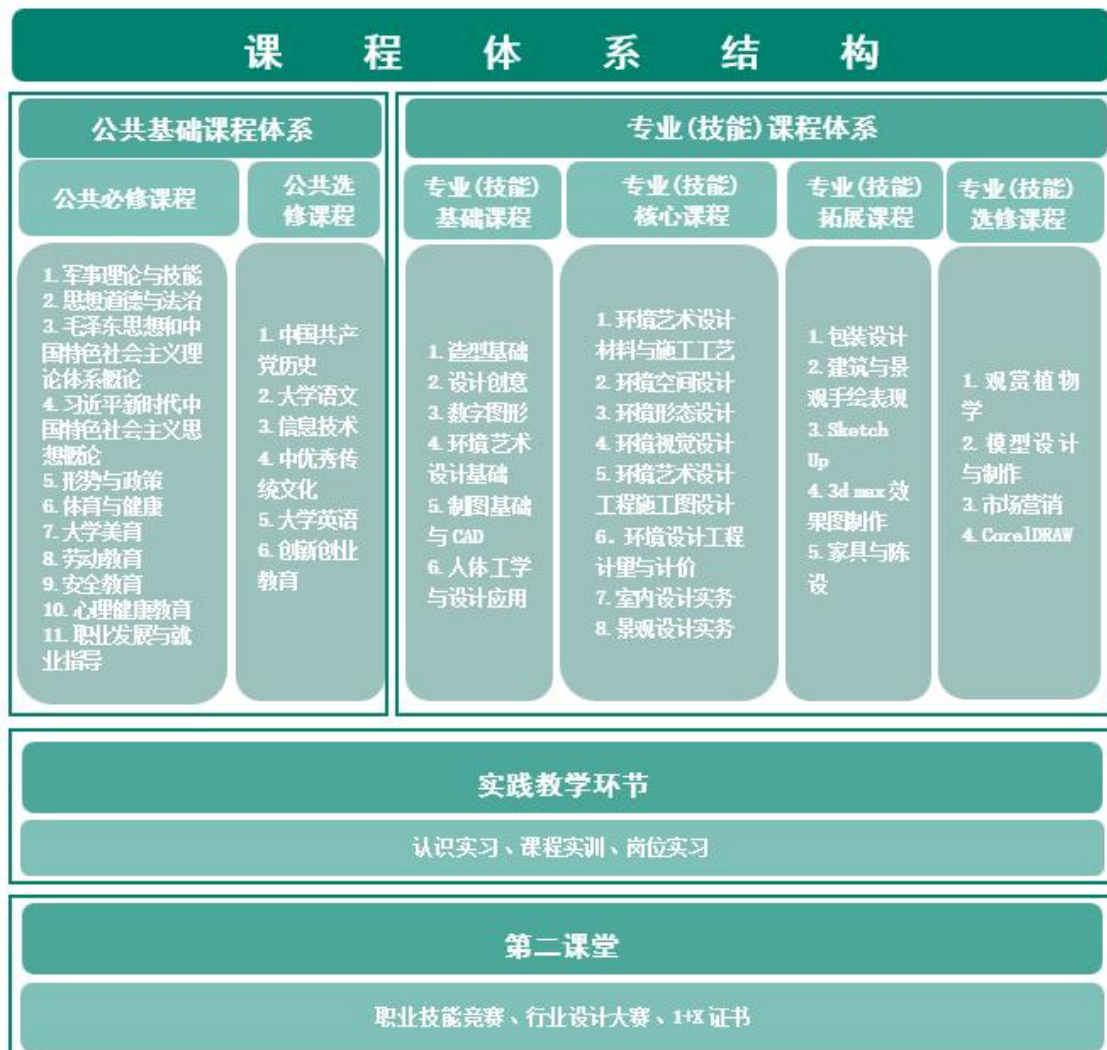 课程体系结构
公共基础课程体系
专业(技能)课程体系
公共必修课程
公共选
修课程
专业(技能)
基础课程
专业(技能)
核心课程
专业(技能)
拓展课程
专业(技能)
选修课程
1. 军事理论与技能
2. 思想道德与法治
3. 毛泽东思想和中
国特色社会主义理
论体系概论
4. 习近平新时代中
国特色社会主义思
想概论
5. 形势与政策
6. 体育与健康
7. 大学美育
8. 劳动教育
9. 安全教育
10. 心理健康教育
11. 职业发展与就
业指导
1. 中国共产
党历史
2. 大学语文
3. 信息技术
4. 中优秀传
统文化
5. 大学英语
6. 创新创业
教育
1. 造型基础
2. 设计创意
3. 数字图形
4. 环境艺术
设计基础
5. 制图基础
与 CAD
6. 人体工学
与设计应用
1. 环境艺术设计
材料与施工工艺
2. 环境空间设计
3. 环境形态设计
4. 环境视觉设计
5. 环境艺术设计
工程施工图设计
6. 环境设计工程
计量与计价
7. 室内设计实务
8. 景观设计实务
1. 包装设计
2. 建筑与景
观手绘表现
3. Sketch
Up
4. 3d max 效
果图制作
5. 家具与陈
设
1. 观赏植物
学
2. 模型设计
与制作
3. 市场营销
4. CorelDRAW
实践教学环节
认识实习、课程实训、岗位实习
第二课堂
职业技能竞赛、行业设计大赛、1+X 证书